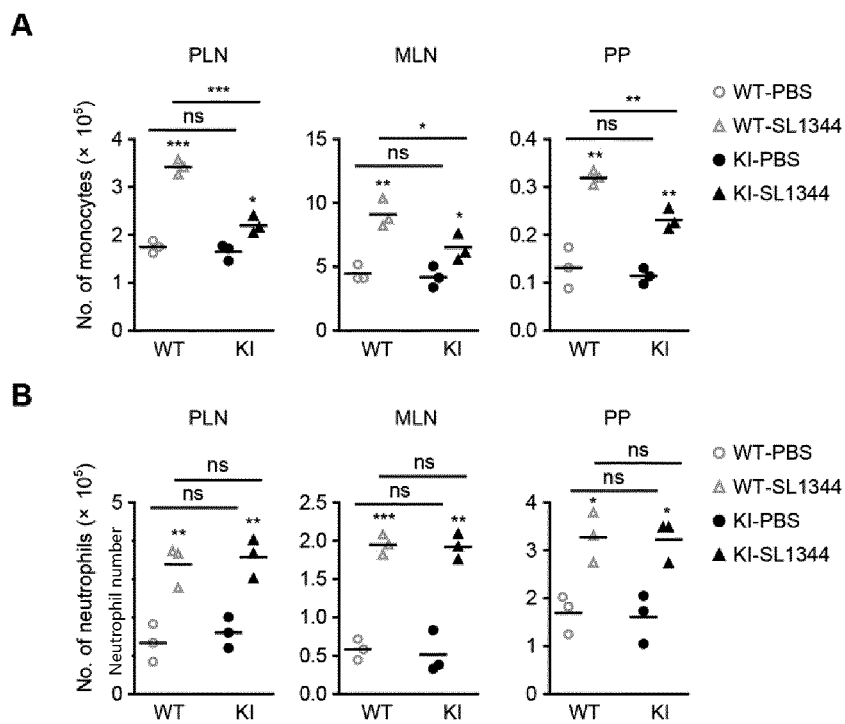 A
PLN
MLN
PP
No. of monocytes (× 10⁵)
***
ns
***
*
4
3
2
1
0
WT
KI
*
ns
**
*
15
10
5
0
WT
KI
**
ns
**
**
0.4
0.3
0.2
0.1
0.0
WT
KI
WT-PBS
WT-SL1344
KI-PBS
KI-SL1344
B
PLN
MLN
PP
No. of neutrophils (× 10⁵)
Neutrophil number
ns
ns
**
**
5
0
WT
KI
ns
ns
***
**
2.5
2.0
1.5
1.0
0.5
0.0
WT
KI
ns
ns
*
*
4
3
2
1
0
WT
KI
WT-PBS
WT-SL1344
KI-PBS
KI-SL1344